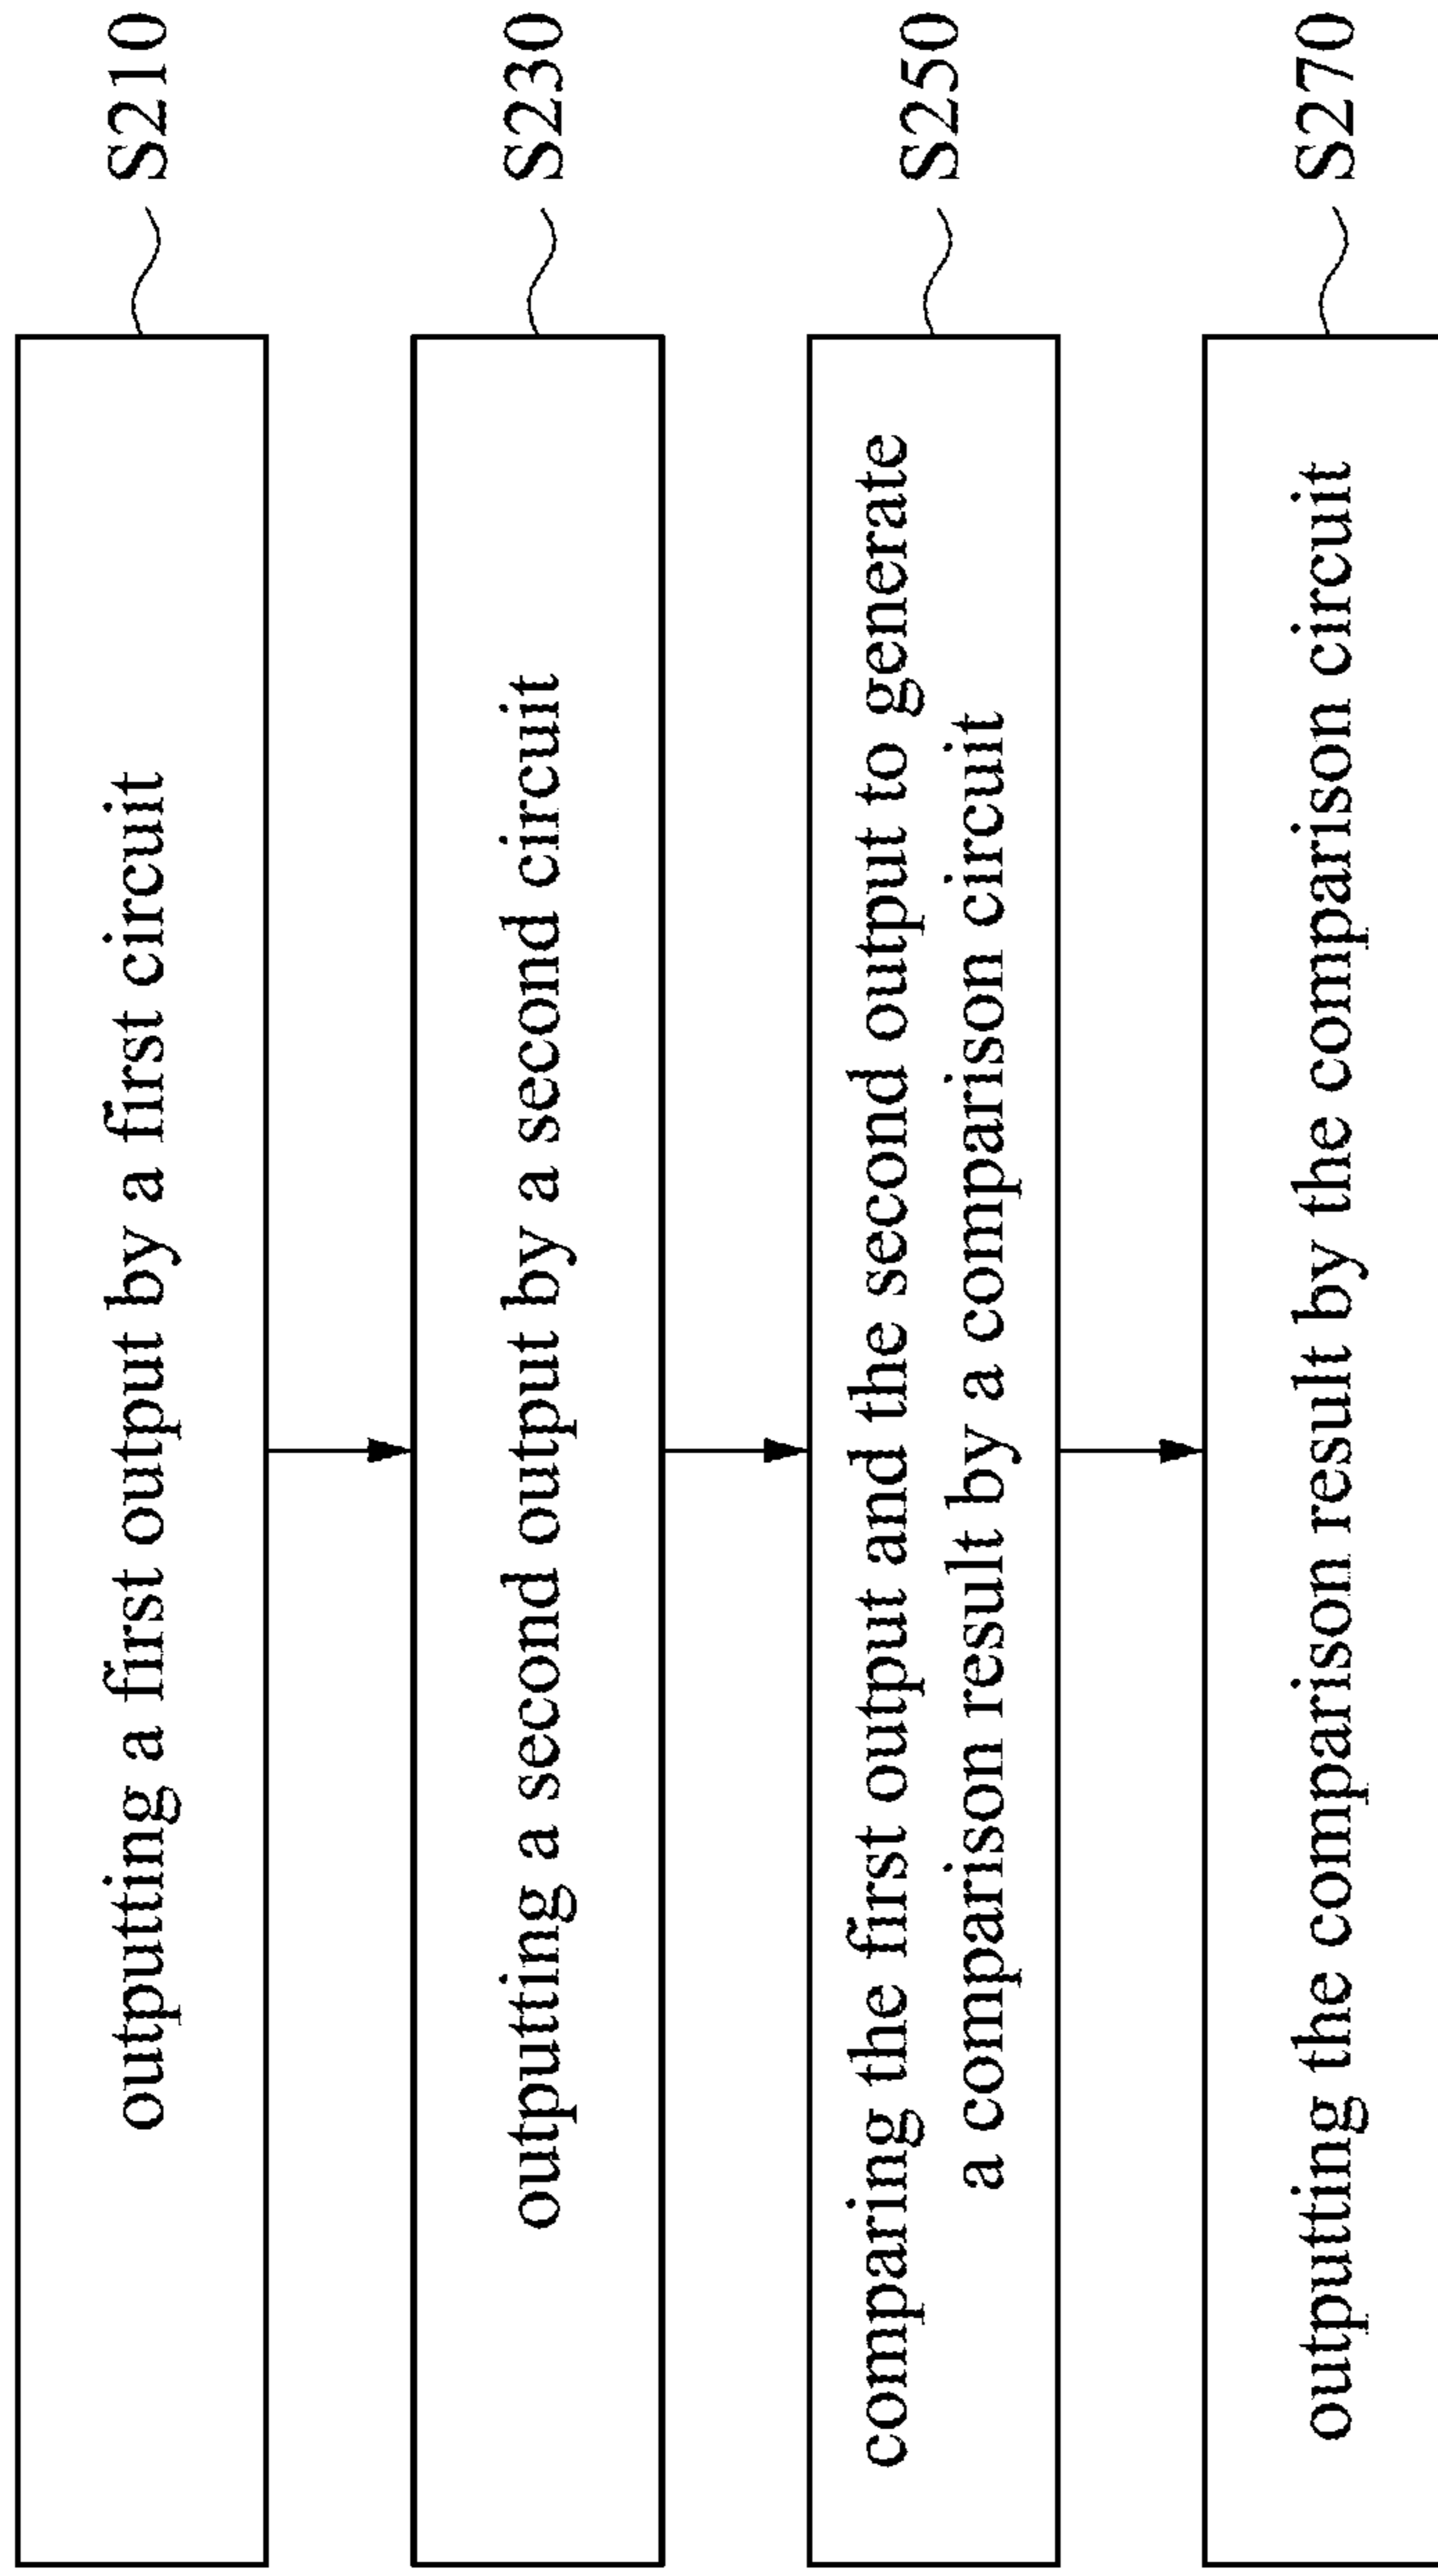 outputting a first output by a first circuit
S210
outputting a second output by a second circuit
S230
comparing the first output and the second output to generate
a comparison result by a comparison circuit
S250
outputting the comparison result by the comparison circuit
S270